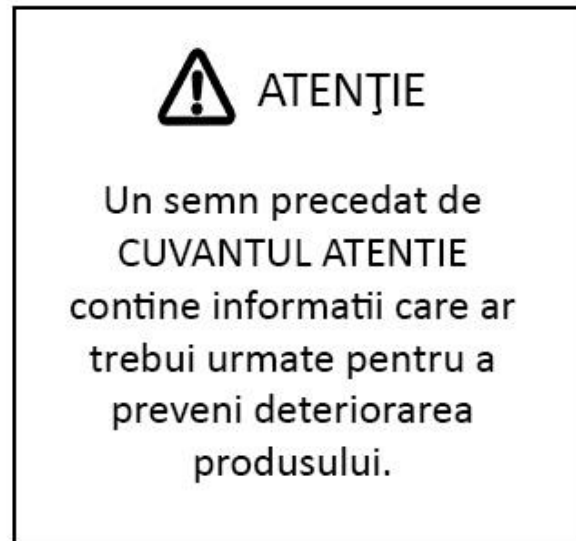 ATENŢIE
Un semn precedat de
CUVANTUL ATENTIE
contine informatii care ar
trebui urmate pentru a
preveni deteriorarea
produsului.